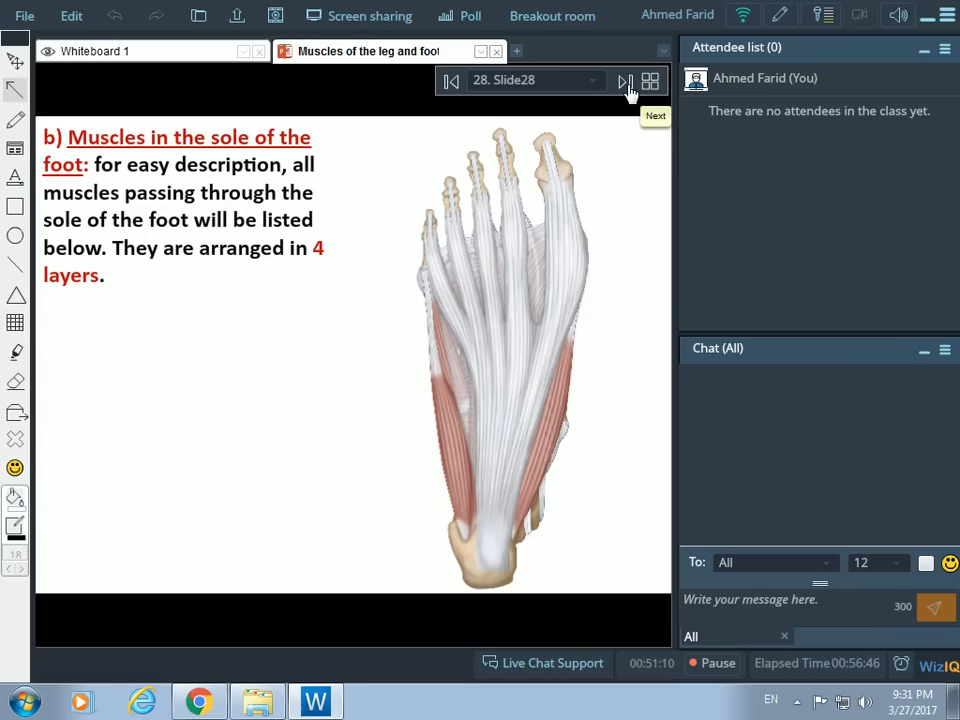 File
Edit
Screen sharing
Poll
Breakout room
Ahmed Farid
Whiteboard 1
Muscles of the leg and foot
28. Slide28
Next
b) Muscles in the sole of the
foot: for easy description, all
muscles passing through the
sole of the foot will be listed
below. They are arranged in 4
layers.
Attendee list (0)
Ahmed Farid (You)
There are no attendees in the class yet.
Chat (All)
To:
All
12
Write your message here.
300
All
Live Chat Support
00:51:10
Pause
Elapsed Time 00:56:46
WizIQ
18
EN
9:31 PM
3/27/2017